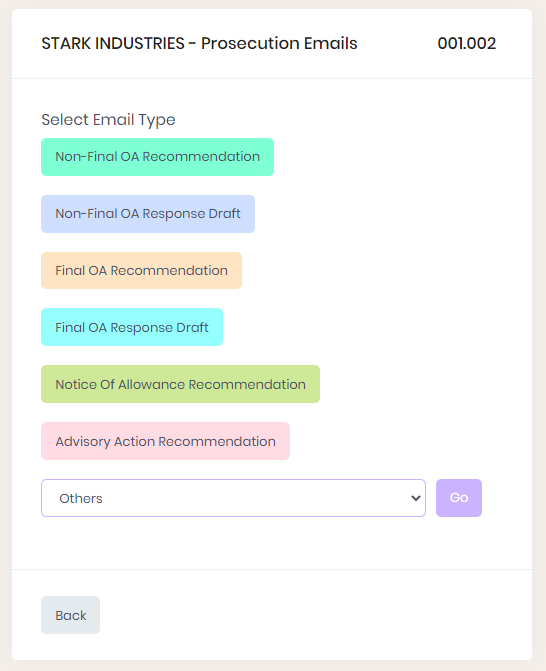 STARK INDUSTRIES - Prosecution Emails 001.002
Select Email Type
Non-Final OA Recommendation
Non-Final OA Response Draft
Final OA Recommendation
Final OA Response Draft
Notice Of Allowance Recommendation
Advisory Action Recommendation
Others Go
Back